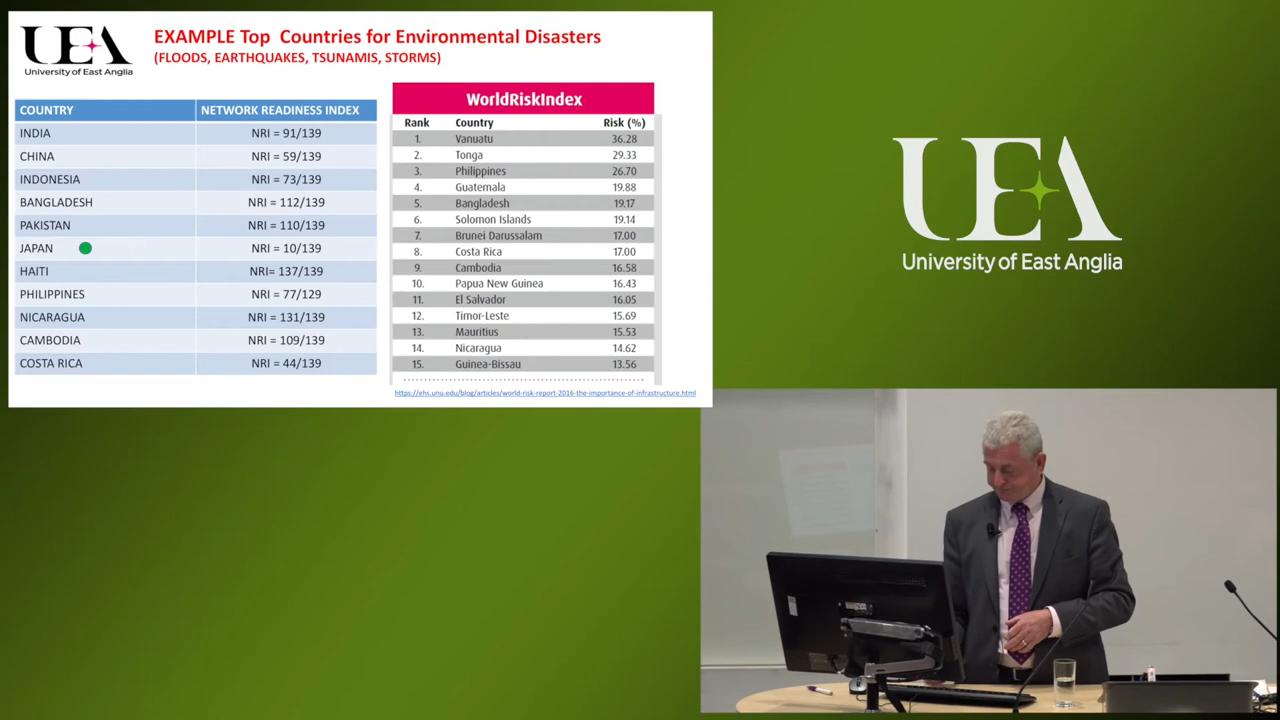 UEA
University of East Anglia
EXAMPLE Top Countries for Environmental Disasters
(FLOODS, EARTHQUAKES, TSUNAMIS, STORMS)
COUNTRY NETWORK READINESS INDEX
INDIA NRI = 91/139
CHINA NRI = 59/139
INDONESIA NRI = 73/139
BANGLADESH NRI = 112/139
PAKISTAN NRI = 110/139
JAPAN NRI = 10/139
HAITI NRI= 137/139
PHILIPPINES NRI = 77/129
NICARAGUA NRI = 131/139
CAMBODIA NRI = 109/139
COSTA RICA NRI = 44/139
WorldRiskIndex
Rank Country Risk (%)
1. Vanuatu 36.28
2. Tonga 29.33
3. Philippines 26.70
4. Guatemala 19.88
5. Bangladesh 19.17
6. Solomon Islands 19.14
7. Brunei Darussalam 17.00
8. Costa Rica 17.00
9. Cambodia 16.58
10. Papua New Guinea 16.43
11. El Salvador 16.05
12. Timor-Leste 15.69
13. Mauritius 15.53
14. Nicaragua 14.62
15. Guinea-Bissau 13.56
https://ehs.unu.edu/blog/articles/world-risk-report-2016-the-importance-of-infrastructure.html
UEA
University of East Anglia